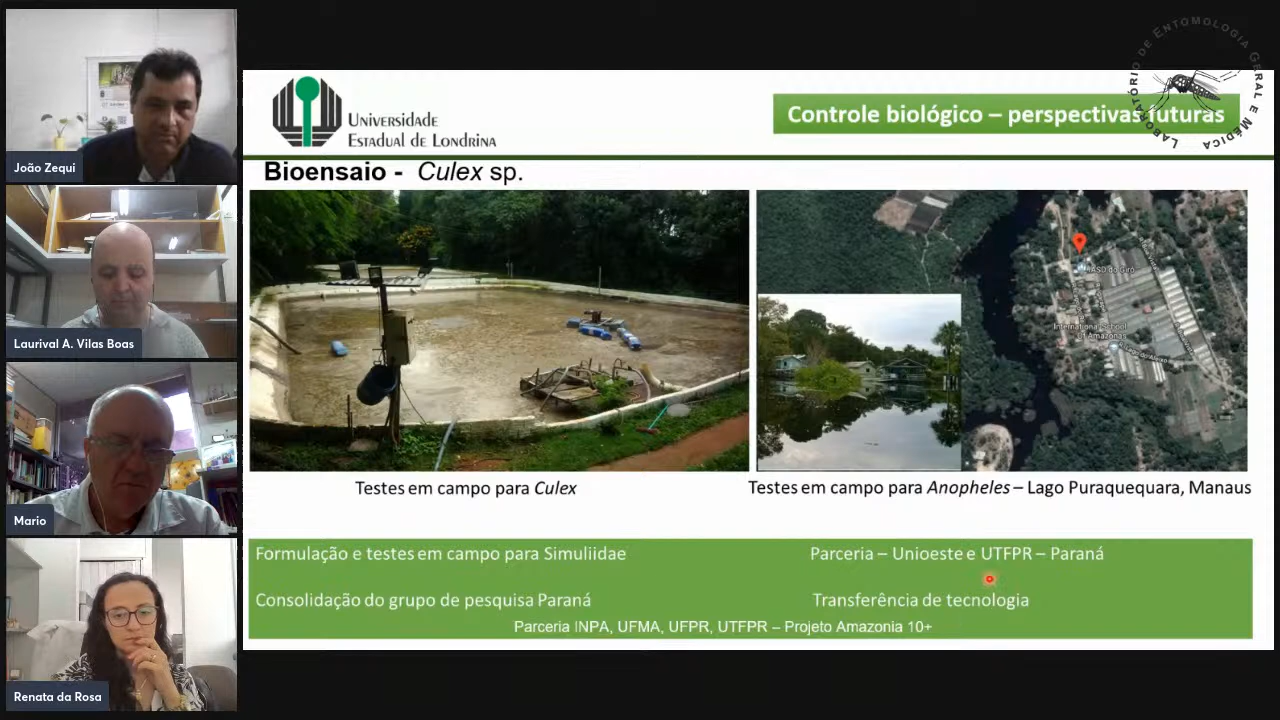 João Zequi
Laurival A. Vilas Boas
Mario
Renata da Rosa
LABORATÓRIO DE ENTOMOLOGIA GERAL E MÉDICA
Universidade
Estadual de Londrina
Controle biológico – perspectivas futuras
Bioensaio - Culex sp.
International School
Testes em campo para Culex
Testes em campo para Anopheles – Lago Puraquequara, Manaus
Formulação e testes em campo para Simuliidae
Parceria – Unioeste e UTFPR – Paraná
Consolidação do grupo de pesquisa Paraná
Transferência de tecnologia
Parceria INPA, UFMA, UFPR, UTFPR – Projeto Amazonia 10+